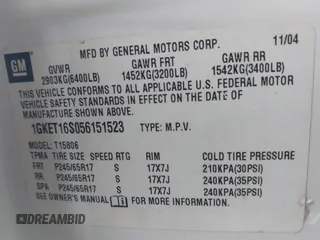 GM
MFD BY GENERAL MOTORS CORP. 11/04
GVWR GAWR FRT GAWR RR
2903KG(6400LB) 1452KG(3200LB) 1542KG(3400LB)
THIS VEHICLE CONFORMS TO ALL APPLICABLE U.S. FEDERAL MOTOR
VEHICLE SAFETY STANDARDS IN EFFECT ON THE DATE OF
MANUFACTURE SHOWN ABOVE.
1GKET16S056151523 TYPE: M.P.V.
MODEL: T15806
TPMA TIRE SIZE SPEED RTG RIM COLD TIRE PRESSURE
FR P245/65R17 S 17X7J 210KPA(30PSI)
RR P245/65R17 S 17X7J 240KPA(35PSI)
SPA P245/65R17 S 17X7J 240KPA(35PSI)
SEE OWNER'S MANUAL FOR MORE INFORMATION.
DREAMBID